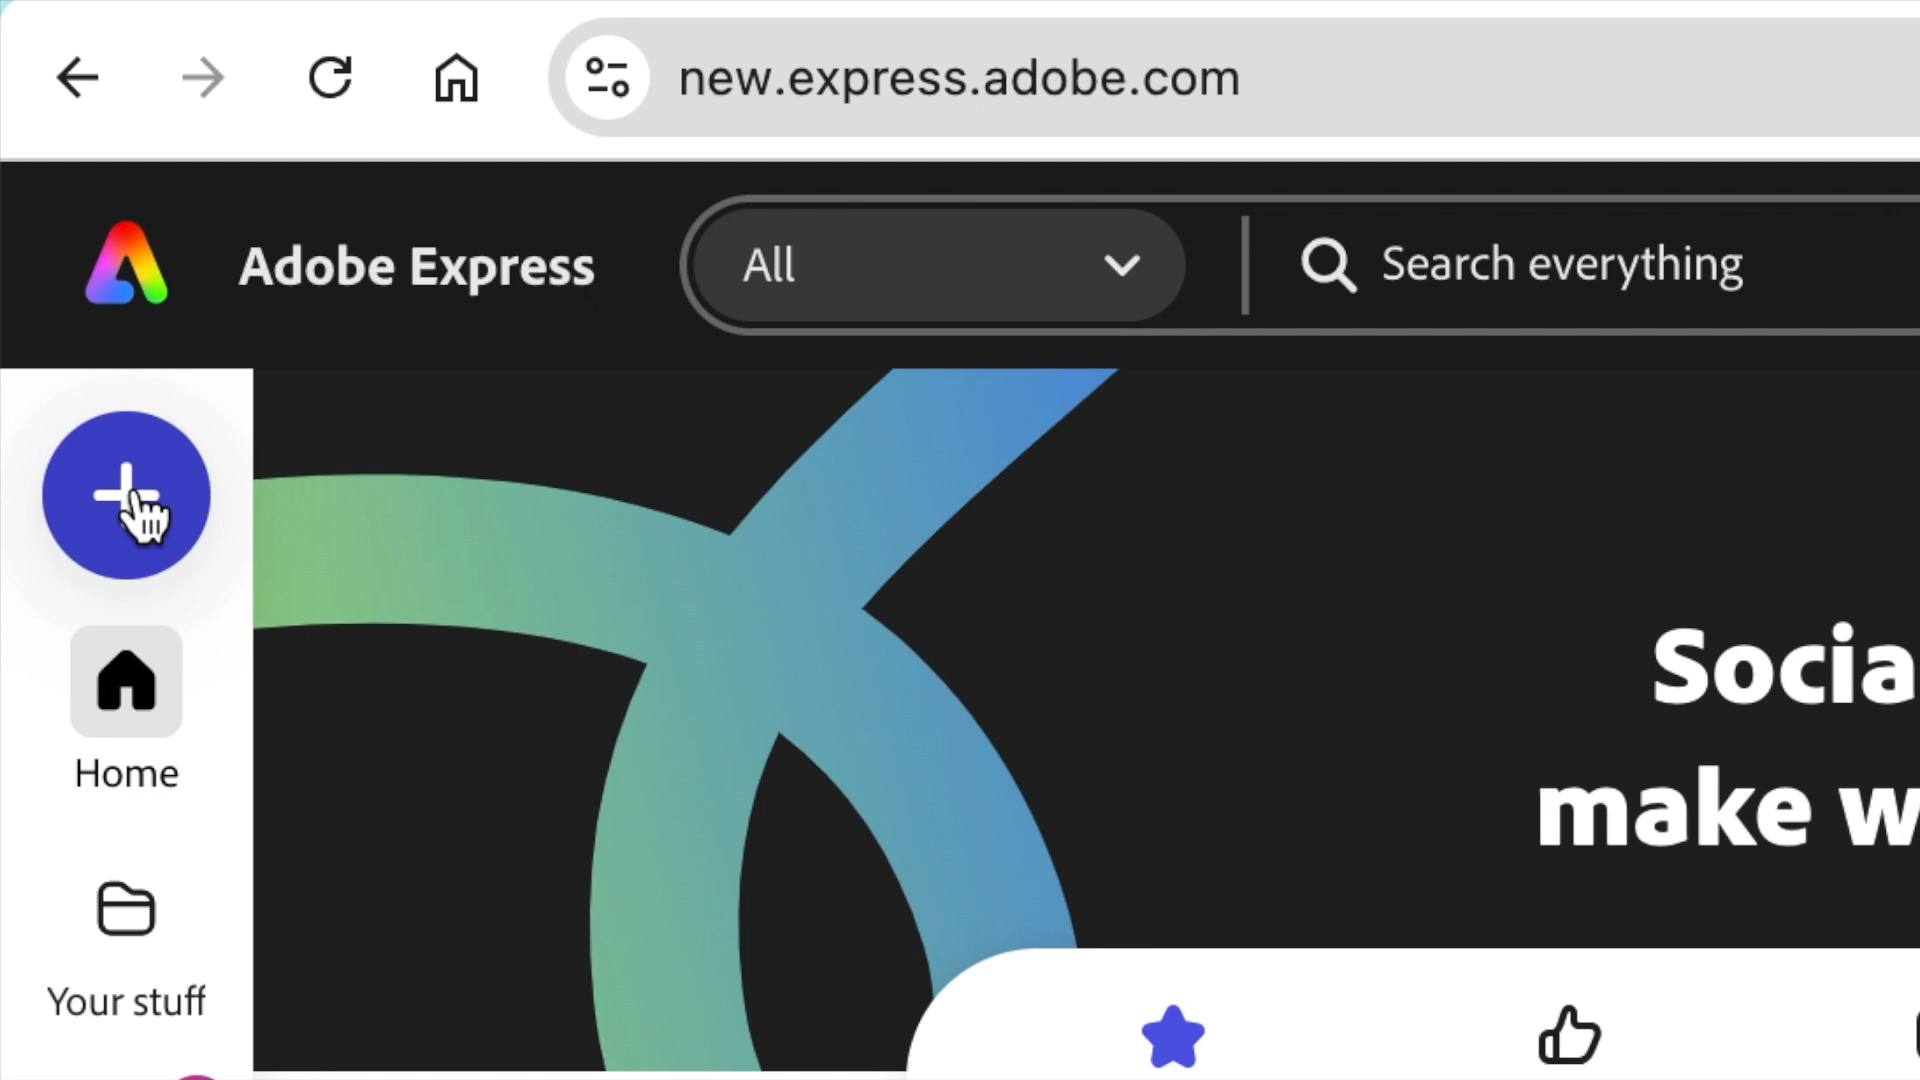 new.express.adobe.com
Adobe Express
All
Search everything
Home
Your stuff
Socia
make w